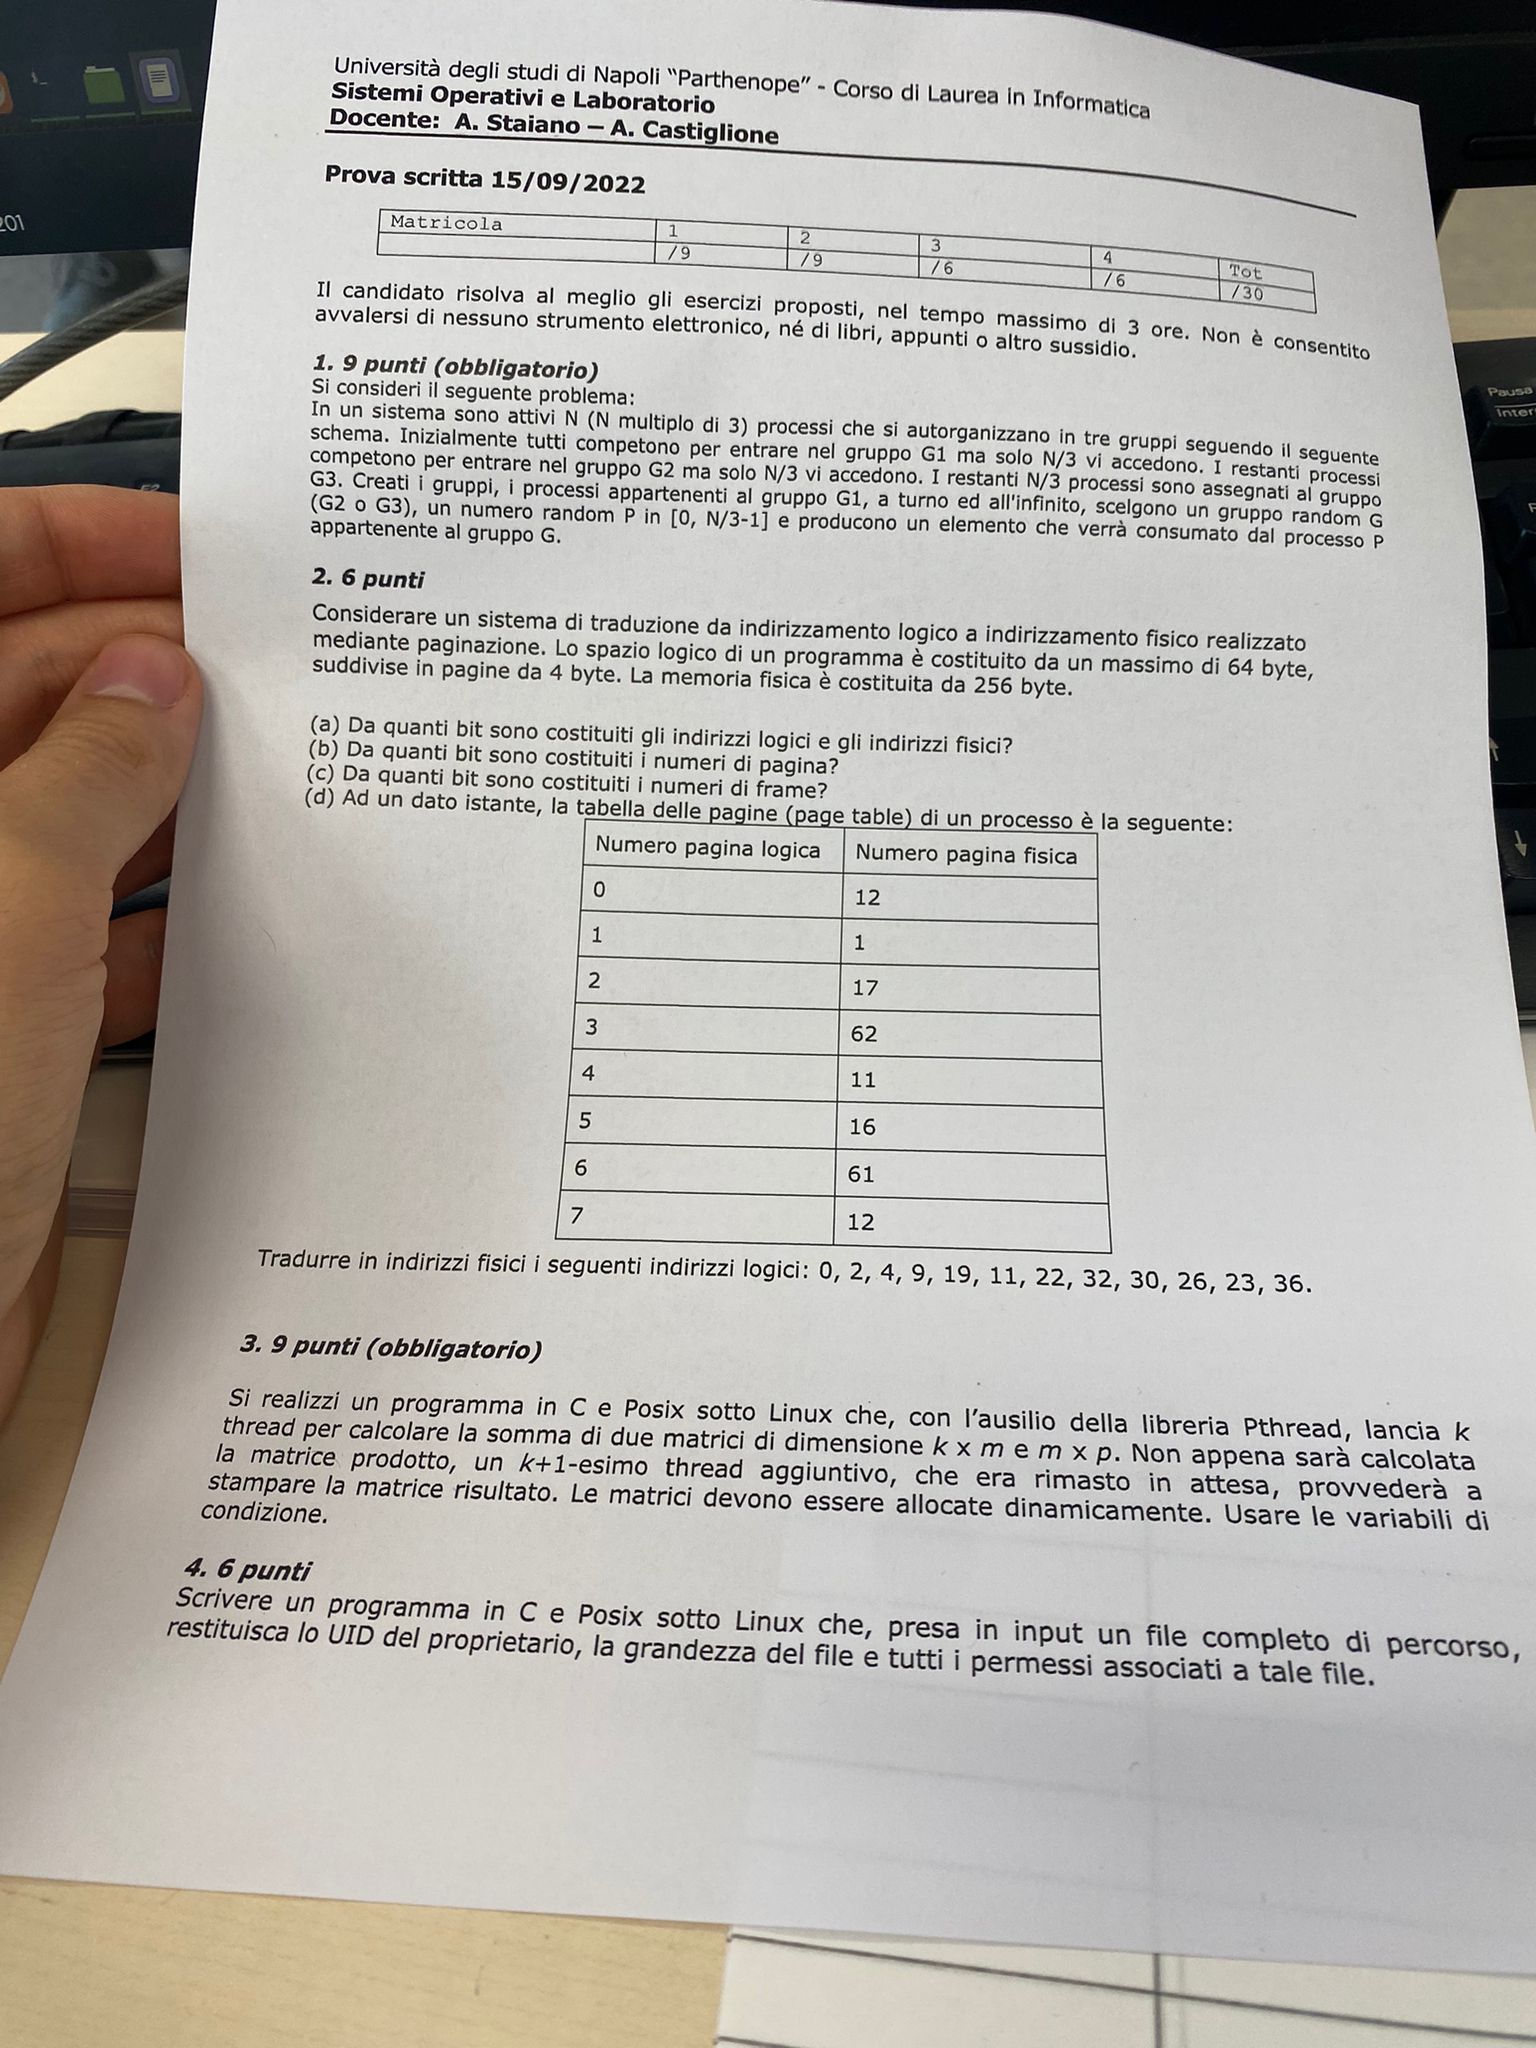 201
Università degli studi di Napoli "Parthenope" - Corso di Laurea in Informatica
Sistemi Operativi e Laboratorio
Docente: A. Staiano – A. Castiglione
Prova scritta 15/09/2022
Matricola 1 2 3 4 Tot
/9 /9 /6 /6 /30
Il candidato risolva al meglio gli esercizi proposti, nel tempo massimo di 3 ore. Non è consentito
avvalersi di nessuno strumento elettronico, né di libri, appunti o altro sussidio.
1. 9 punti (obbligatorio)
Si consideri il seguente problema:
In un sistema sono attivi N (N multiplo di 3) processi che si autorganizzano in tre gruppi seguendo il seguente
schema. Inizialmente tutti competono per entrare nel gruppo G1 ma solo N/3 vi accedono. I restanti processi
competono per entrare nel gruppo G2 ma solo N/3 vi accedono. I restanti N/3 processi sono assegnati al gruppo
G3. Creati i gruppi, i processi appartenenti al gruppo G1, a turno ed all'infinito, scelgono un gruppo random G
(G2 o G3), un numero random P in [0, N/3-1] e producono un elemento che verrà consumato dal processo P
appartenente al gruppo G.
2. 6 punti
Considerare un sistema di traduzione da indirizzamento logico a indirizzamento fisico realizzato
mediante paginazione. Lo spazio logico di un programma è costituito da un massimo di 64 byte,
suddivise in pagine da 4 byte. La memoria fisica è costituita da 256 byte.
(a) Da quanti bit sono costituiti gli indirizzi logici e gli indirizzi fisici?
(b) Da quanti bit sono costituiti i numeri di pagina?
(c) Da quanti bit sono costituiti i numeri di frame?
(d) Ad un dato istante, la tabella delle pagine (page table) di un processo è la seguente:
Numero pagina logica Numero pagina fisica
0 12
1 1
2 17
3 62
4 11
5 16
6 61
7 12
Tradurre in indirizzi fisici i seguenti indirizzi logici: 0, 2, 4, 9, 19, 11, 22, 32, 30, 26, 23, 36.
3. 9 punti (obbligatorio)
Si realizzi un programma in C e Posix sotto Linux che, con l'ausilio della libreria Pthread, lancia k
thread per calcolare la somma di due matrici di dimensione k x m e m x p. Non appena sarà calcolata
la matrice prodotto, un k+1-esimo thread aggiuntivo, che era rimasto in attesa, provvederà a
stampare la matrice risultato. Le matrici devono essere allocate dinamicamente. Usare le variabili di
condizione.
4. 6 punti
Scrivere un programma in C e Posix sotto Linux che, presa in input un file completo di percorso,
restituisca lo UID del proprietario, la grandezza del file e tutti i permessi associati a tale file.
Pausa